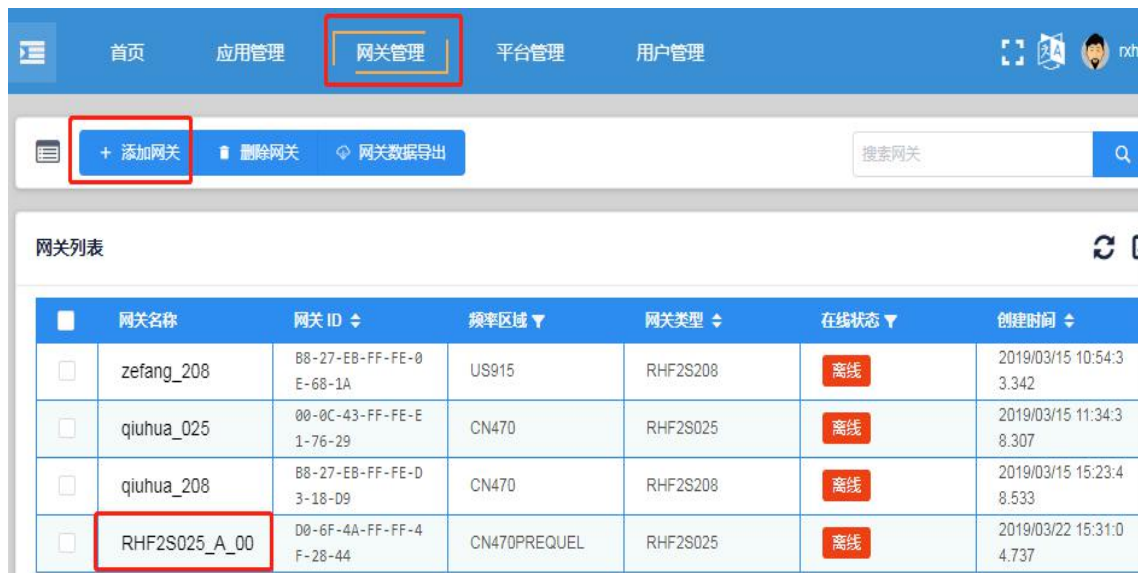 首页 应用管理 网关管理 平台管理 用户管理 rxh
+ 添加网关 删除网关 网关数据导出 搜索网关
网关列表
网关名称 网关 ID 频率区域 网关类型 在线状态 创建时间
zefang_208 B8-27-EB-FF-FE-0 US915 RHF2S208 离线 2019/03/15 10:54:3
E-68-1A 3.342
qiuhua_025 00-0C-43-FF-FE-E CN470 RHF2S025 离线 2019/03/15 11:34:3
1-76-29 8.307
qiuhua_208 B8-27-EB-FF-FE-D CN470 RHF2S208 离线 2019/03/15 15:23:4
3-18-D9 8.533
RHF2S025_A_00 D0-6F-4A-FF-FF-4 CN470PREQUEL RHF2S025 离线 2019/03/22 15:31:0
F-28-44 4.737